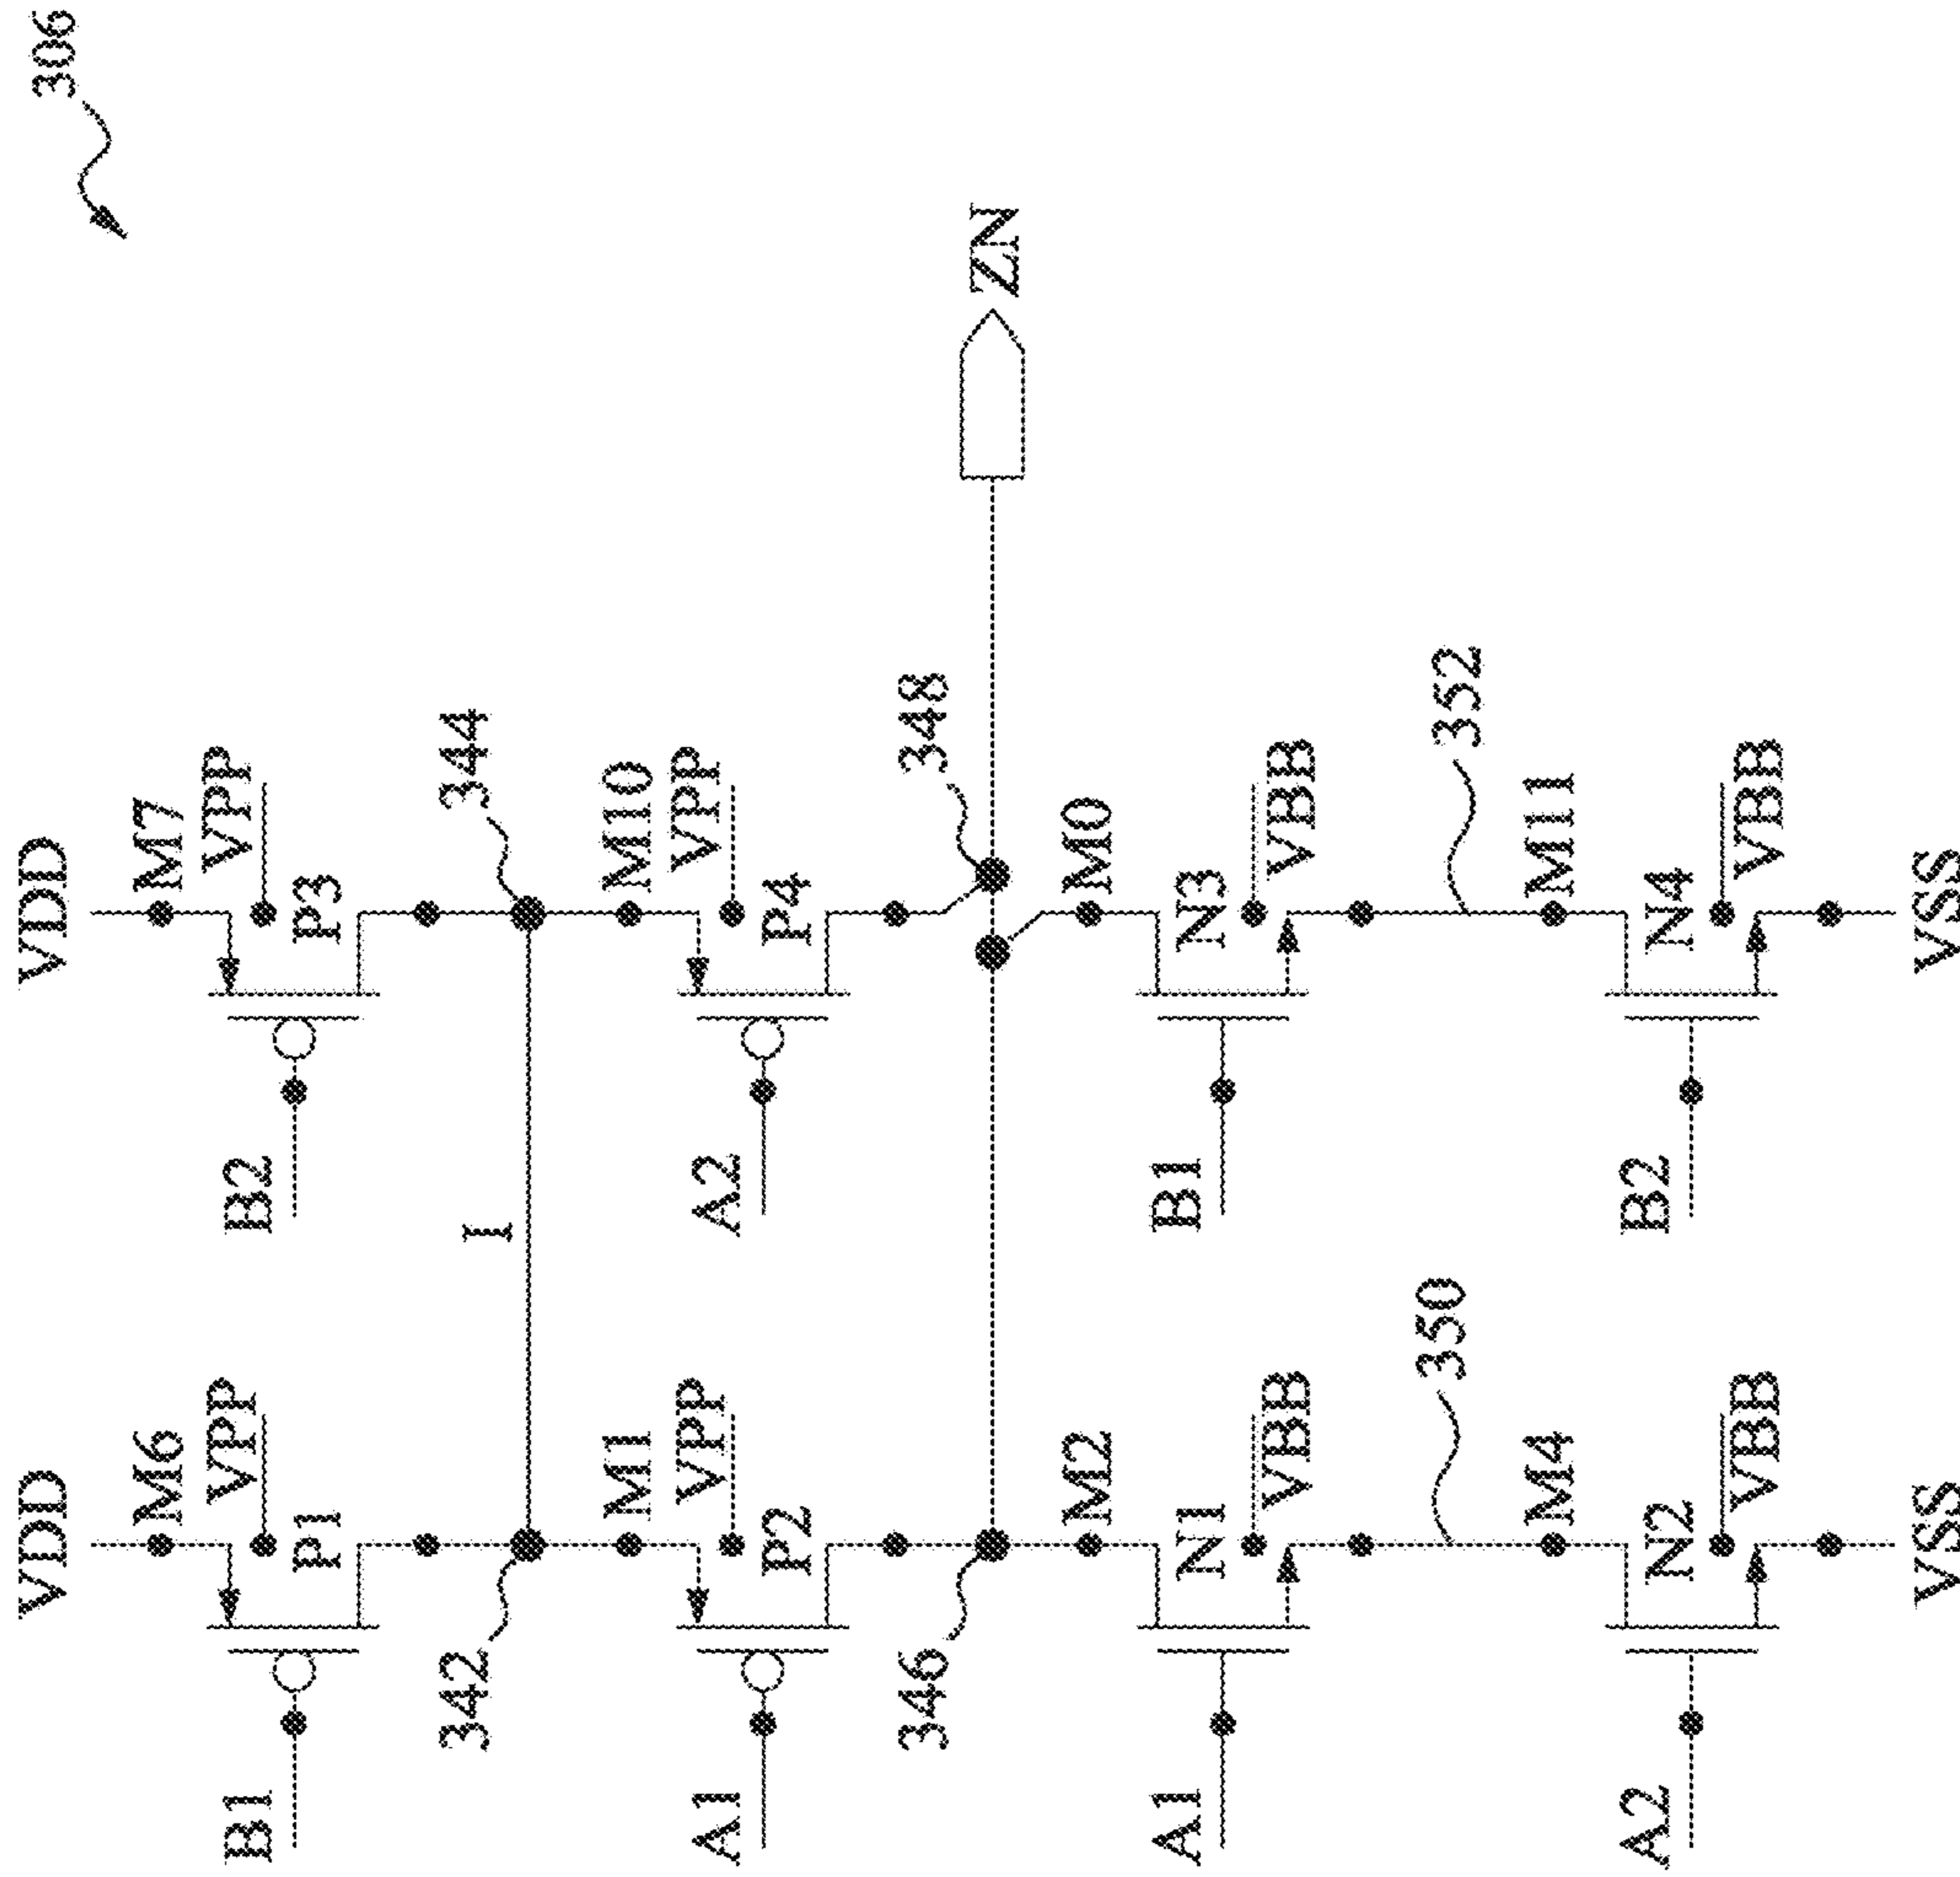 306
VDD
VDD
M6
M7
VPP
VPP
P1
P3
B1
B2
342
344
I
M1
M10
VPP
VPP
P2
P4
A1
A2
346
348
ZN
M2
M0
N1
N3
VBB
VBB
A1
B1
350
352
M4
M11
N2
N4
VBB
VBB
A2
B2
VSS
VSS